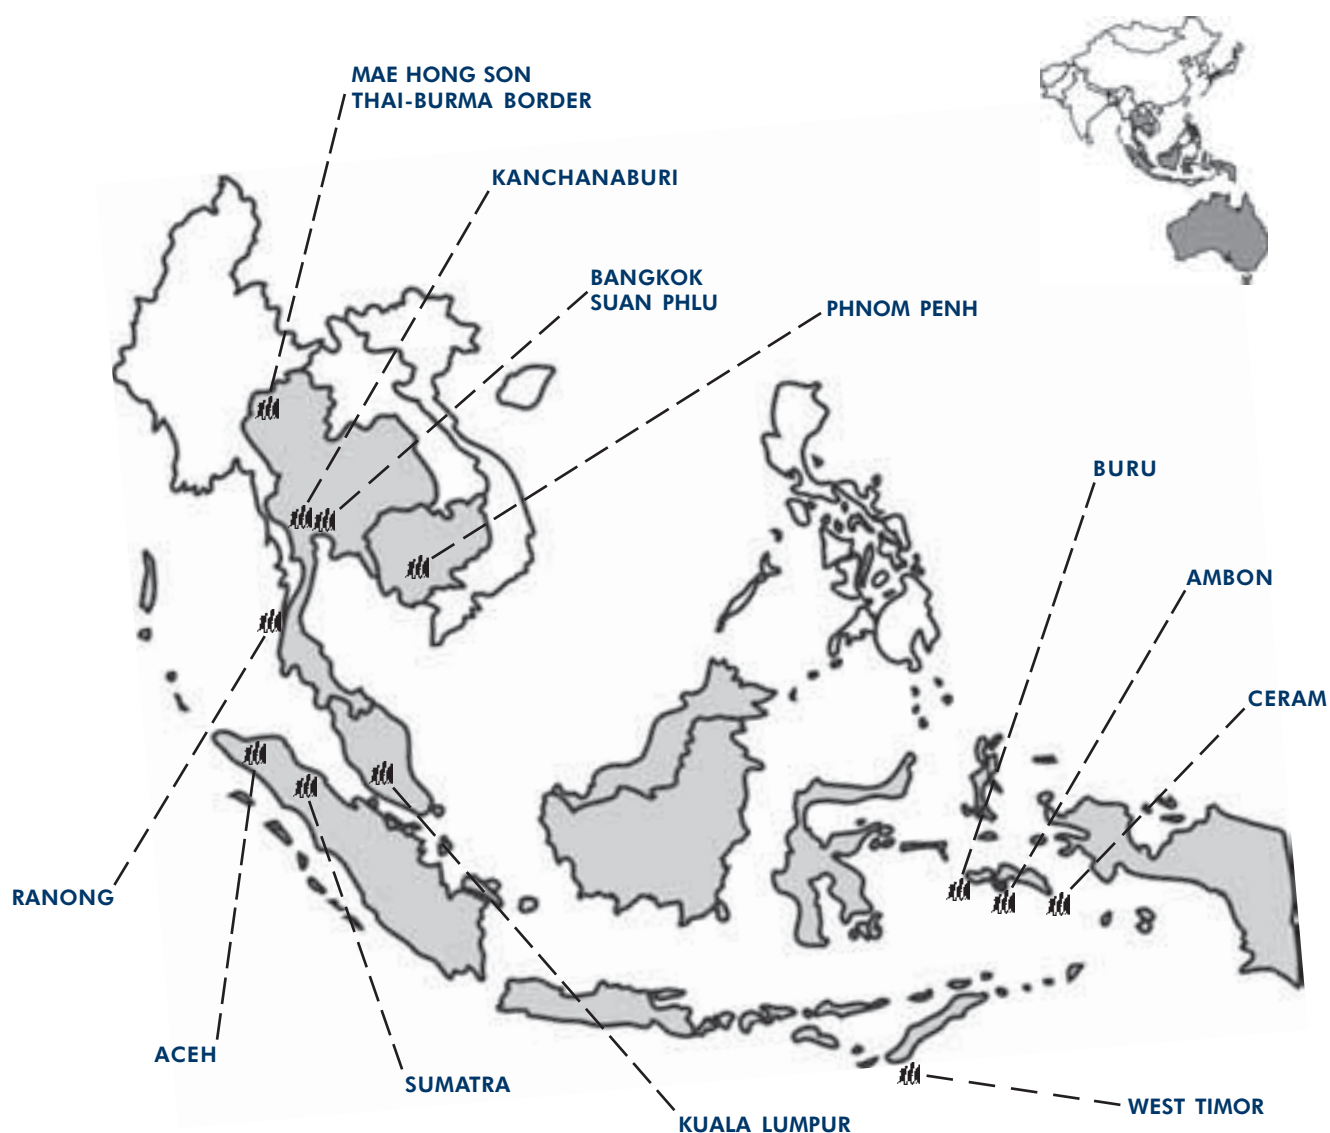 MAE HONG SON
THAI-BURMA BORDER
KANCHANABURI
BANGKOK
SUAN PHLU
PHNOM PENH
BURU
AMBON
CERAM
RANONG
ACEH
SUMATRA
KUALA LUMPUR
WEST TIMOR